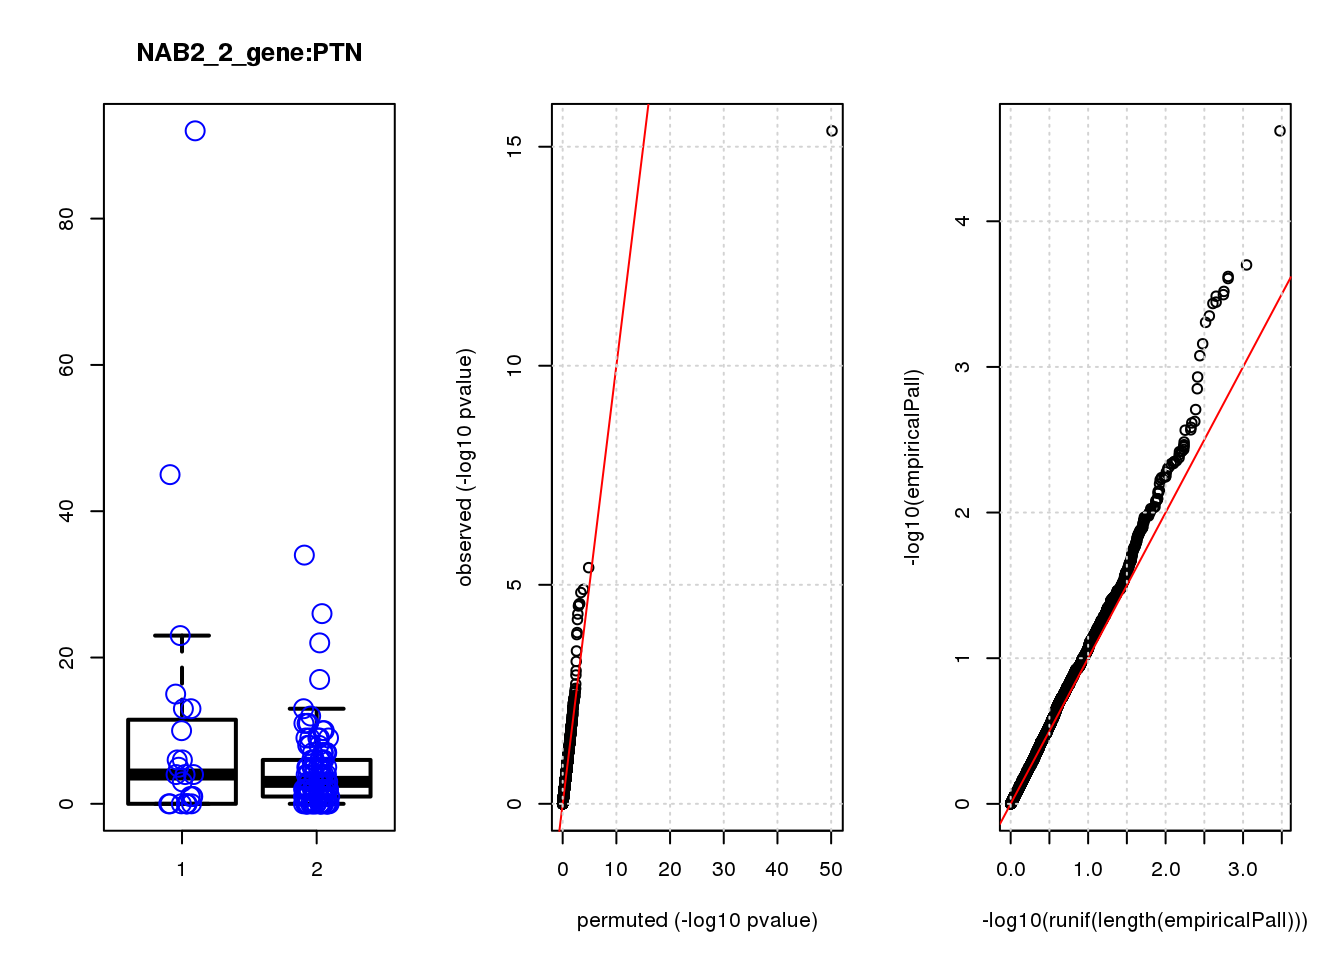 NAB2_2_gene:PTN
80
60
40
20
0
1 2
observed (-log10 pvalue)
15
10
5
0
0 10 20 30 40 50
permuted (-log10 pvalue)
-log10(empiricalPall)
4
3
2
1
0
0.0 1.0 2.0 3.0
-log10(runif(length(empiricalPall)))